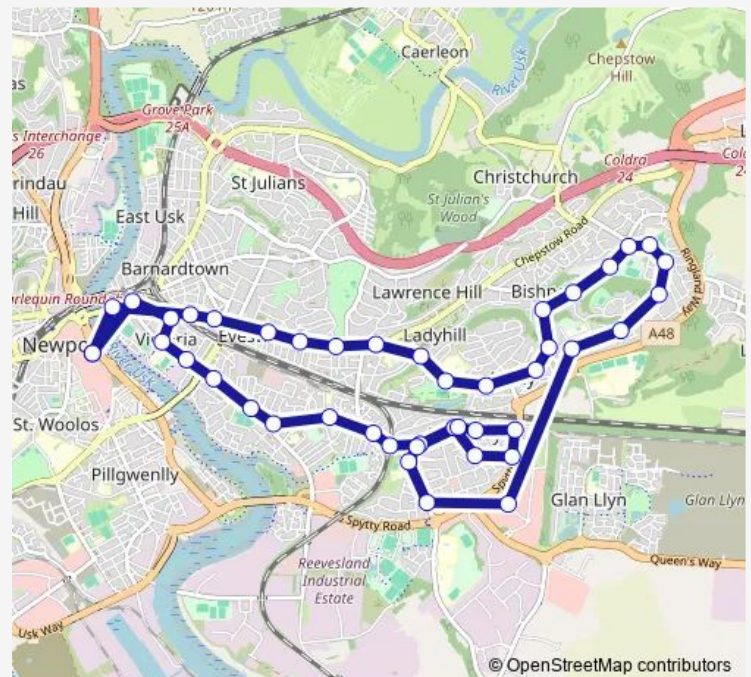 Caerleon
Chepstow
Hill
River Usk
Grove Park
25A
s Interchange
26
Coldra
24
Christchurch
St Julians
St-Julian's
Wood
rindau
Hill
East Usk
Chepstow Road
Barnardtown
Ringland Way
Lawrence Hill
Bishp
arlequin Round
Newpo
Ladyhill
A48
St. Woolos
Pillgwenlly
Glan Llyn
Glan Llyn
Spytty Road
Reevesland
Industrial
Estate
Queen's Way
Usk Way
© OpenStreetMap contributors